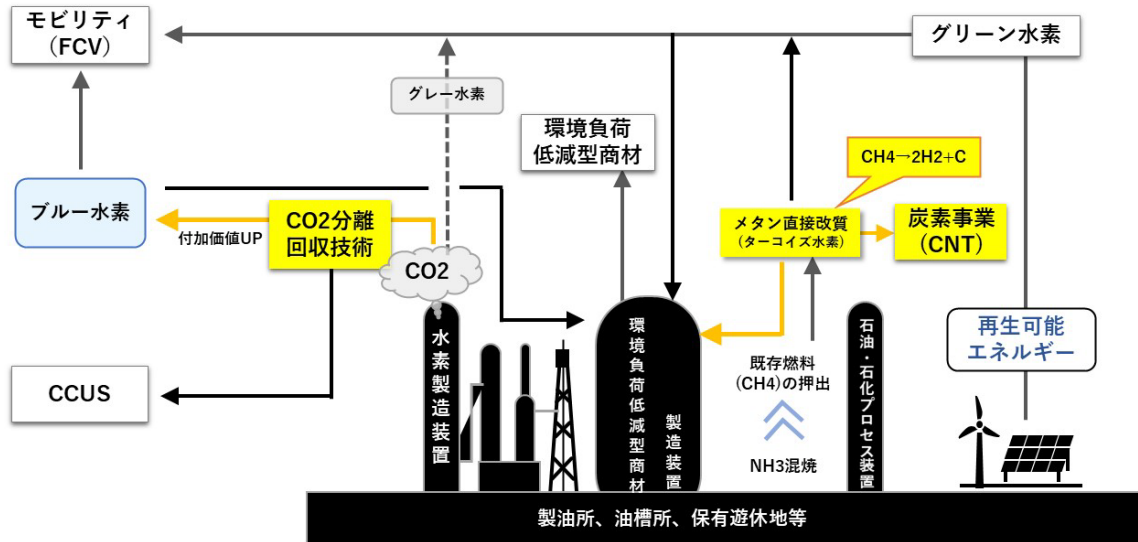 モビリティ
（FCV）
グリーン水素
グレー水素
環境負荷
低減型商材
CH4→2H2+C
ブルー水素
付加価値UP
CO2分離
回収技術
CO2
メタン直接改質
（ターコイズ水素）
炭素事業
（CNT）
再生可能
エネルギー
CCUS
水素製造装置
環境負荷低減型商材
製造装置
既存燃料
(CH4)の押出
NH3混焼
石油・石化プロセス装置
製油所、油槽所、保有遊休地等